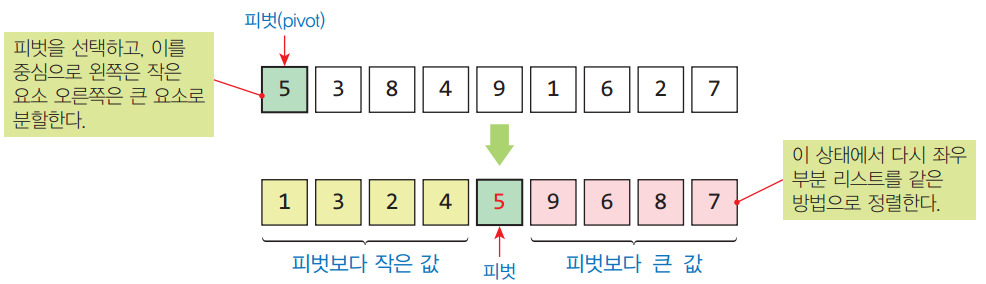 피벗(pivot)
피벗을 선택하고, 이를
중심으로 왼쪽은 작은
요소 오른쪽은 큰 요소로
분할한다.
5 3 8 4 9 1 6 2 7
이 상태에서 다시 좌우
부분 리스트를 같은
방법으로 정렬한다.
1 3 2 4 5 9 6 8 7
피벗보다 작은 값
피벗
피벗보다 큰 값